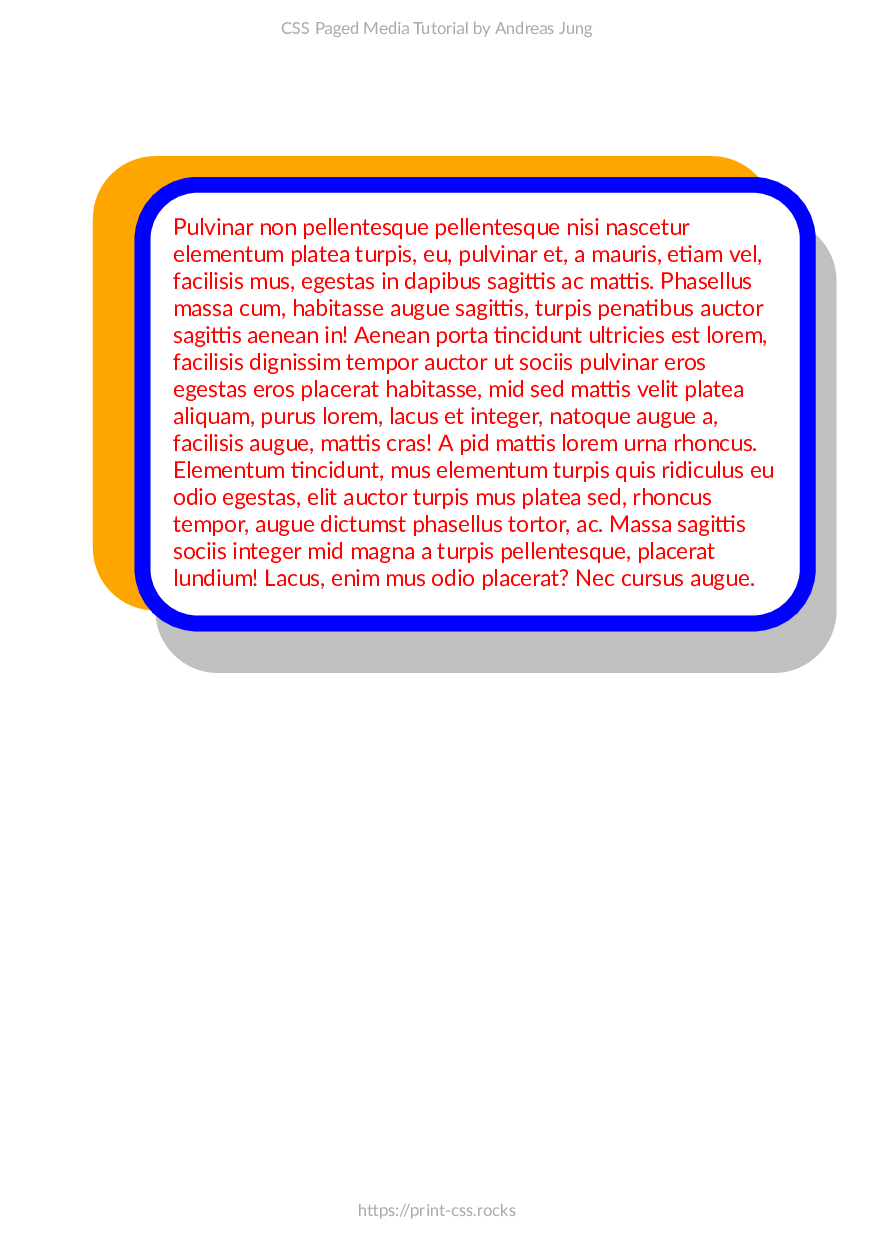 CSS Paged Media Tutorial by Andreas Jung
Pulvinar non pellentesque pellentesque nisi nascetur
elementum platea turpis, eu, pulvinar et, a mauris, etiam vel,
facilisis mus, egestas in dapibus sagittis ac mattis. Phasellus
massa cum, habitasse augue sagittis, turpis penatibus auctor
sagittis aenean in! Aenean porta tincidunt ultricies est lorem,
facilisis dignissim tempor auctor ut sociis pulvinar eros
egestas eros placerat habitasse, mid sed mattis velit platea
aliquam, purus lorem, lacus et integer, natoque augue a,
facilisis augue, mattis cras! A pid mattis lorem urna rhoncus.
Elementum tincidunt, mus elementum turpis quis ridiculus eu
odio egestas, elit auctor turpis mus platea sed, rhoncus
tempor, augue dictumst phasellus tortor, ac. Massa sagittis
sociis integer mid magna a turpis pellentesque, placerat
lundium! Lacus, enim mus odio placerat? Nec cursus augue.
https://print-css.rocks